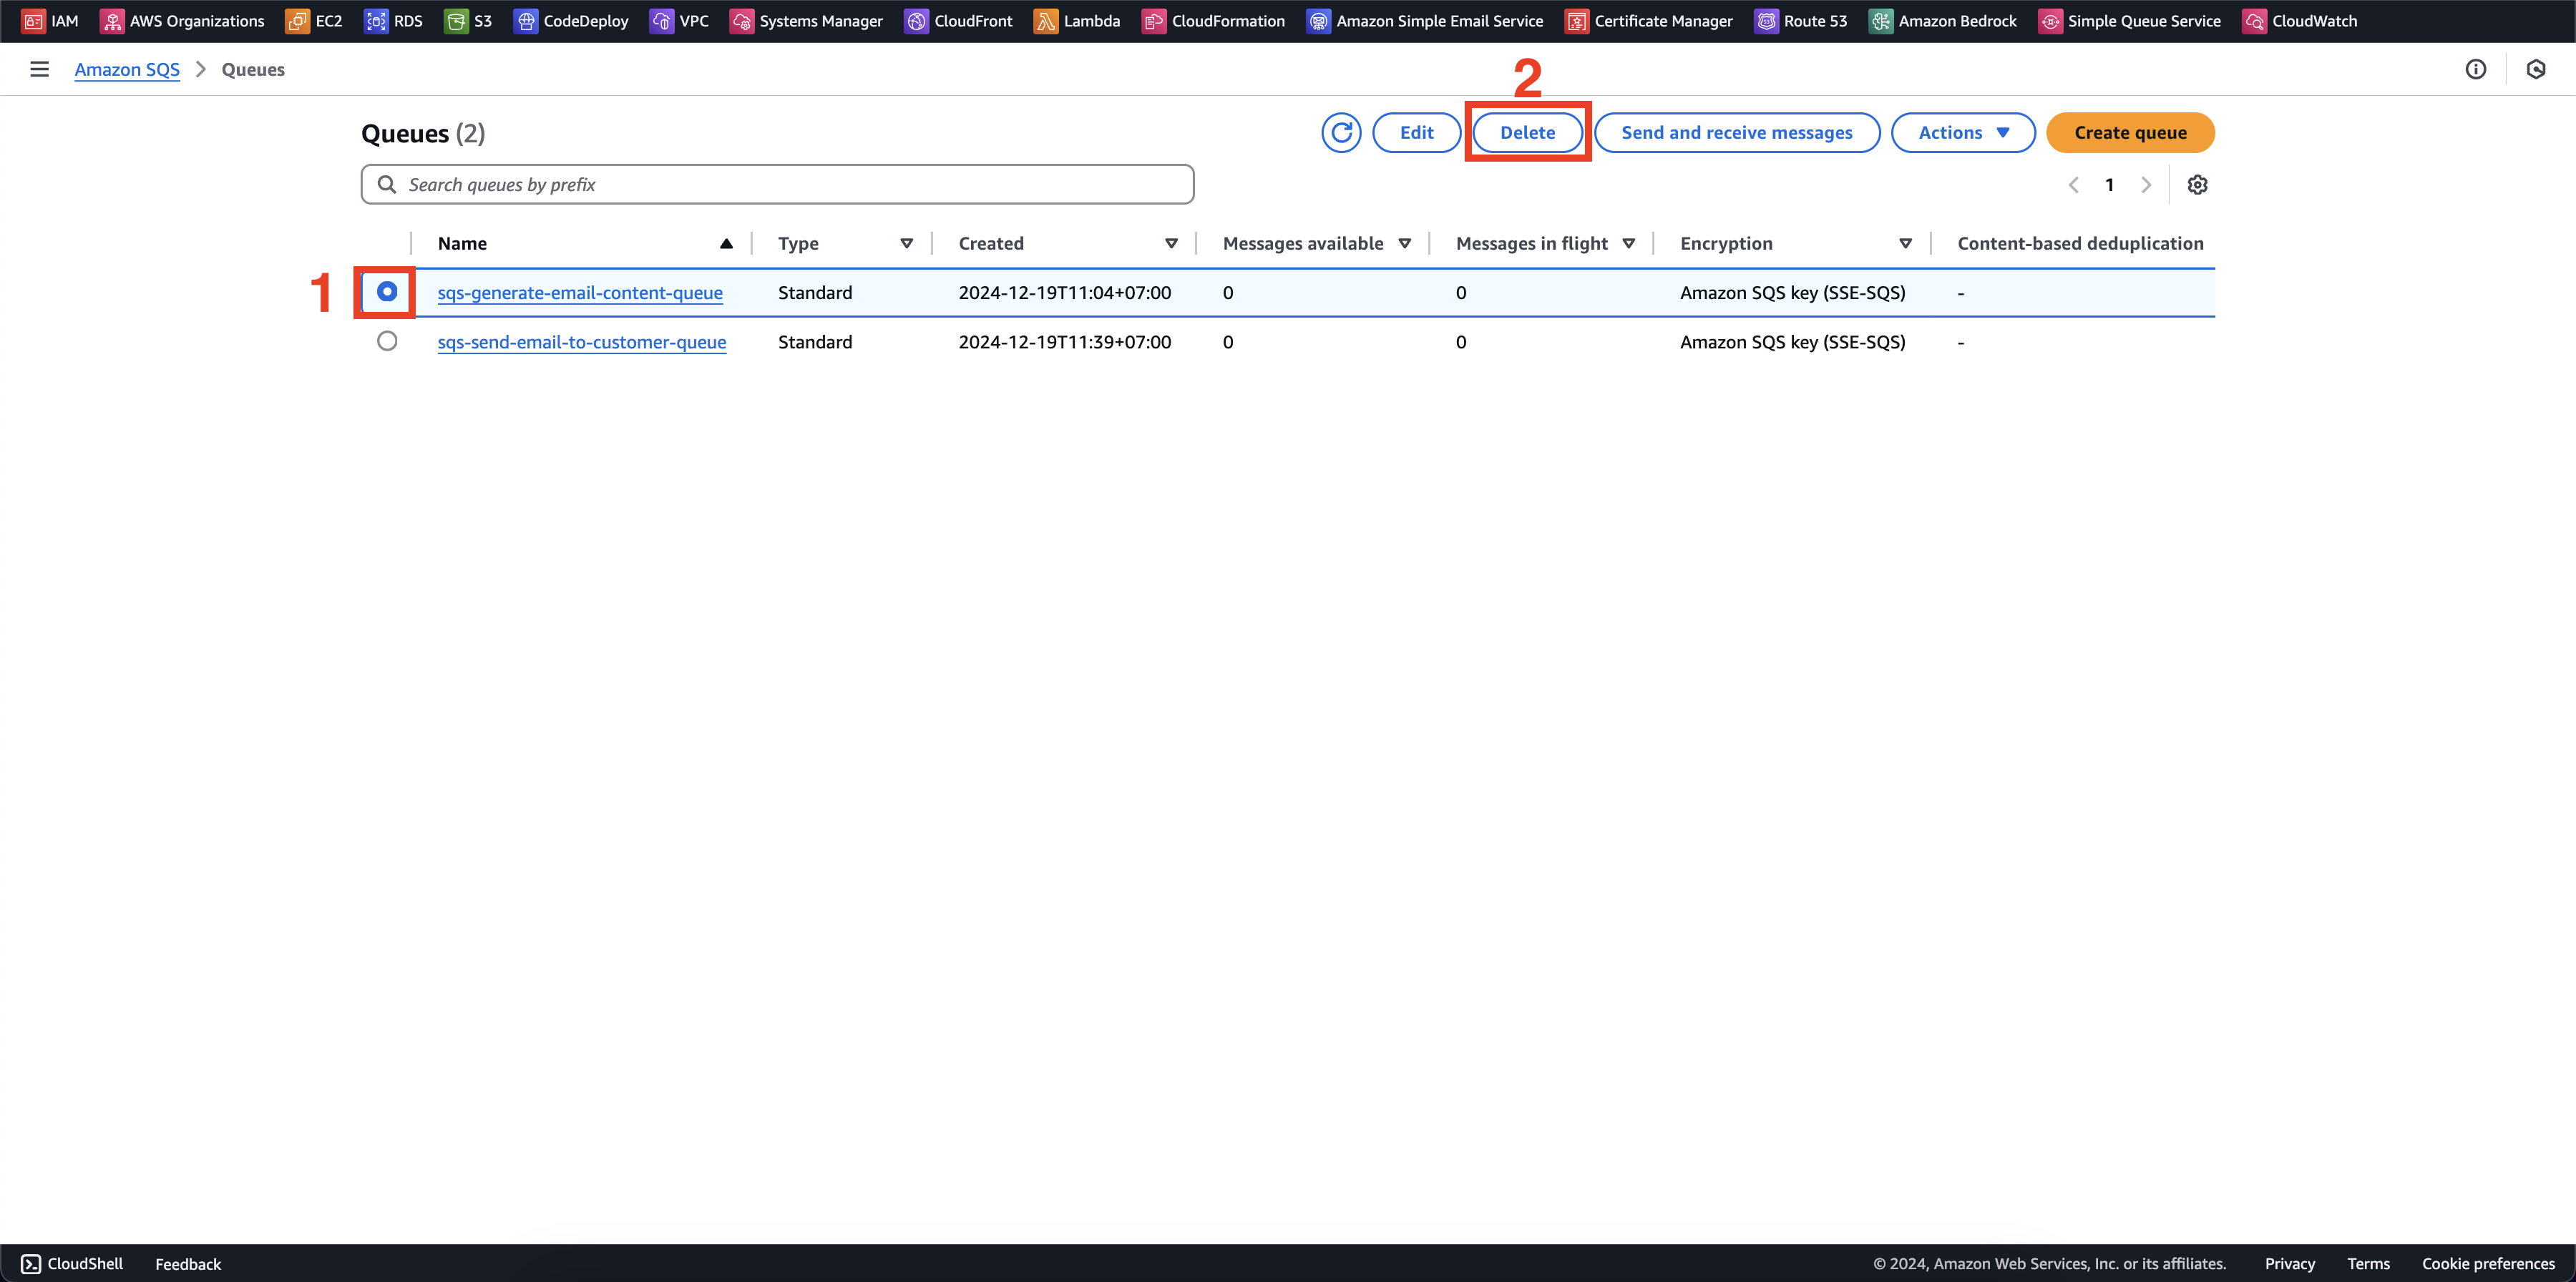 IAM AWS Organizations EC2 RDS S3 CodeDeploy VPC Systems Manager CloudFront Lambda CloudFormation Amazon Simple Email Service Certificate Manager Route 53 Amazon Bedrock Simple Queue Service CloudWatch
Amazon SQS Queues
2
Queues (2) Edit Delete Send and receive messages Actions Create queue
Search queues by prefix 1
Name Type Created Messages available Messages in flight Encryption Content-based deduplication
1 sqs-generate-email-content-queue Standard 2024-12-19T11:04+07:00 0 0 Amazon SQS key (SSE-SQS) -
sqs-send-email-to-customer-queue Standard 2024-12-19T11:39+07:00 0 0 Amazon SQS key (SSE-SQS) -
CloudShell Feedback © 2024, Amazon Web Services, Inc. or its affiliates. Privacy Terms Cookie preferences